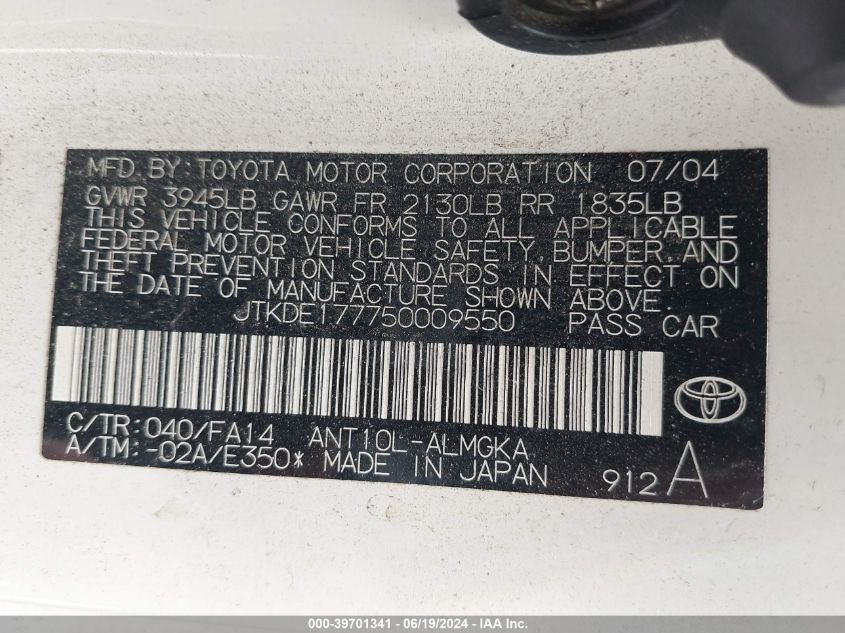 MFD.BY:TOYOTA MOTOR CORPORATION 07/04
GVWR 3945LB GAWR FR 2130LB RR 1835LB
THIS VEHICLE CONFORMS TO ALL APPLICABLE
FEDERAL MOTOR VEHICLE SAFETY,BUMPER,AND
THEFT PREVENTION STANDARDS IN EFFECT ON
THE DATE OF MANUFACTURE SHOWN ABOVE.
JTKDE177750009550 PASS CAR
C/TR:040/FA14 ANT10L-ALMGKA
A/TM:-02A/E350* MADE IN JAPAN
912A
000-39701341 - 06/19/2024 - IAA Inc.